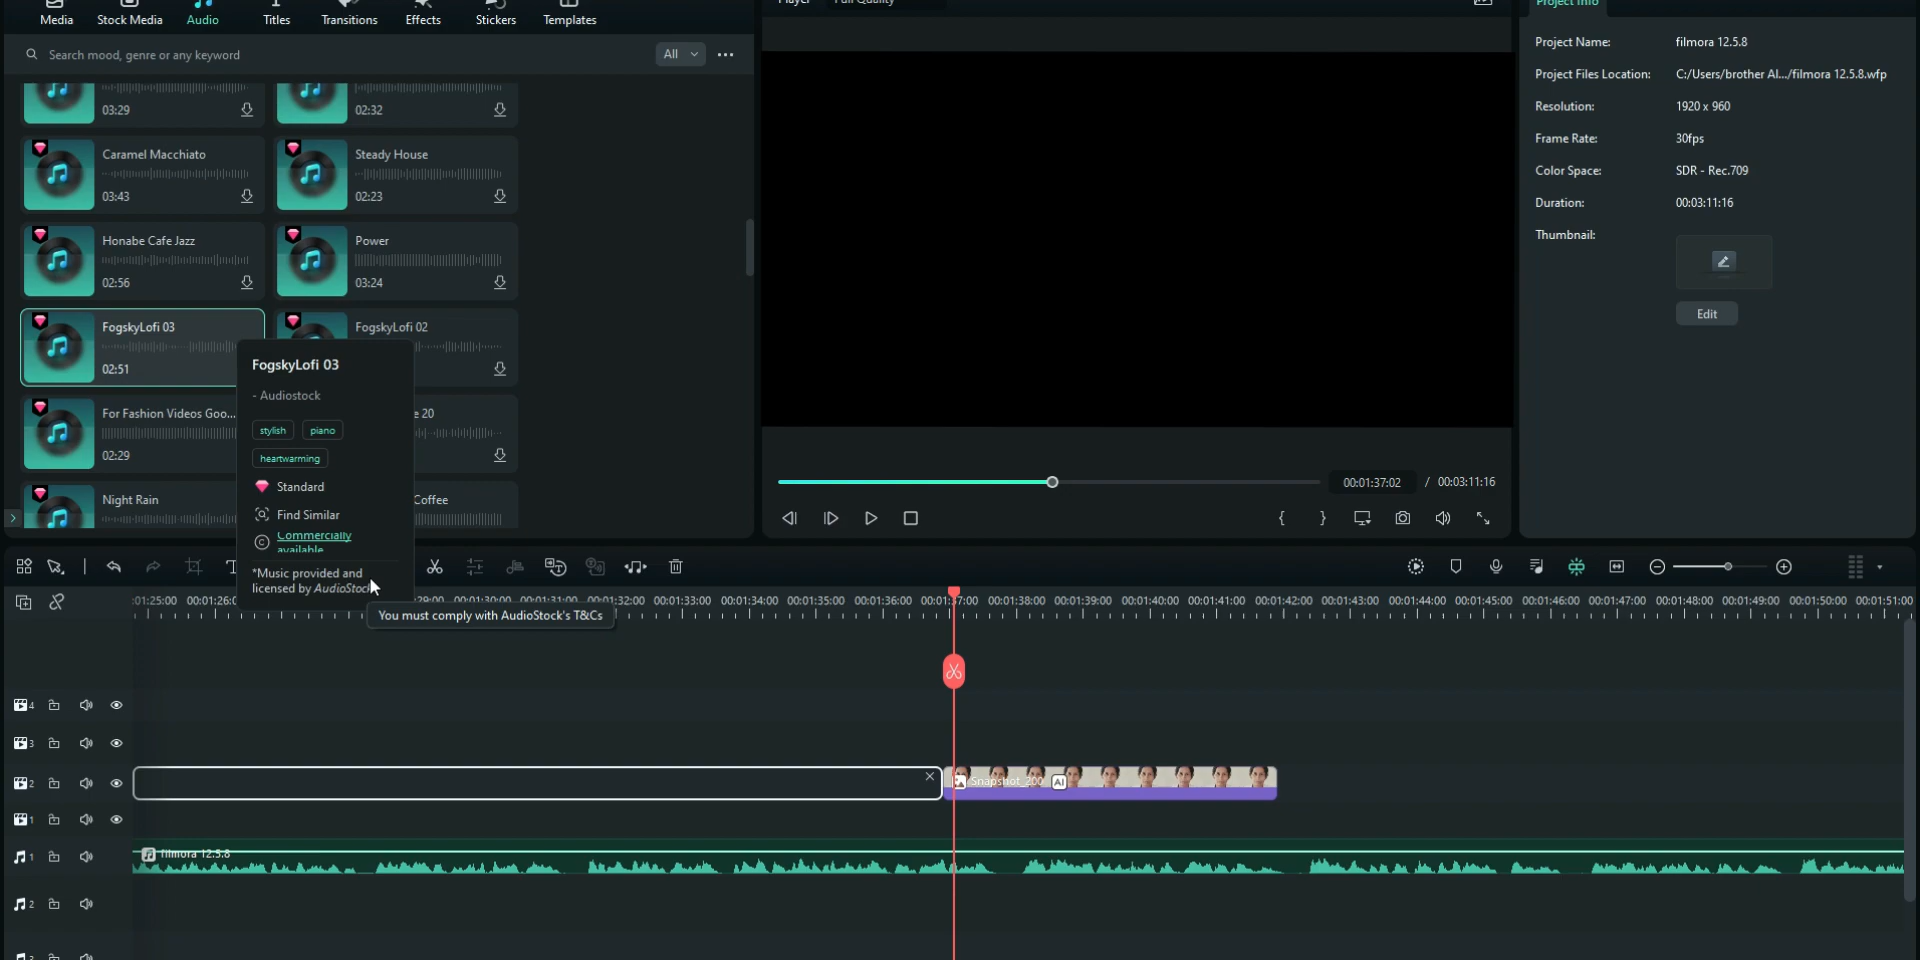 Media Stock Media Audio Titles Transitions Effects Stickers Templates
Player Full Quality
Project Info
Search mood, genre or any keyword
All
Project Name: filmora 12.5.8
Project Files Location: C:/Users/brother Al.../filmora 12.5.8.wfp
Resolution: 1920 x 960
Frame Rate: 30fps
Color Space: SDR - Rec.709
Duration: 00:03:11:16
Thumbnail:
Edit
03:29
02:32
Caramel Macchiato
03:43
Steady House
02:23
Honabe Cafe Jazz
02:56
Power
03:24
FogskyLofi 03
02:51
FogskyLofi 02
For Fashion Videos Goo...
02:29
e 20
Night Rain
Coffee
FogskyLofi 03
- Audiostock
stylish piano
heartwarming
Standard
Find Similar
Commercially
available
*Music provided and
licensed by AudioStock
You must comply with AudioStock's T&Cs
00:01:37:02 / 00:03:11:16
:01:25:00 00:01:26:0 :29:00 00:01:30:00 00:01:31:00 00:01:32:00 00:01:33:00 00:01:34:00 00:01:35:00 00:01:36:00 00:01:37:00 00:01:38:00 00:01:39:00 00:01:40:00 00:01:41:00 00:01:42:00 00:01:43:00 00:01:44:00 00:01:45:00 00:01:46:00 00:01:47:00 00:01:48:00 00:01:49:00 00:01:50:00 00:01:51:00
4
3
2
Snapshot_200 AI
1
1
filmora 12.5.8
2